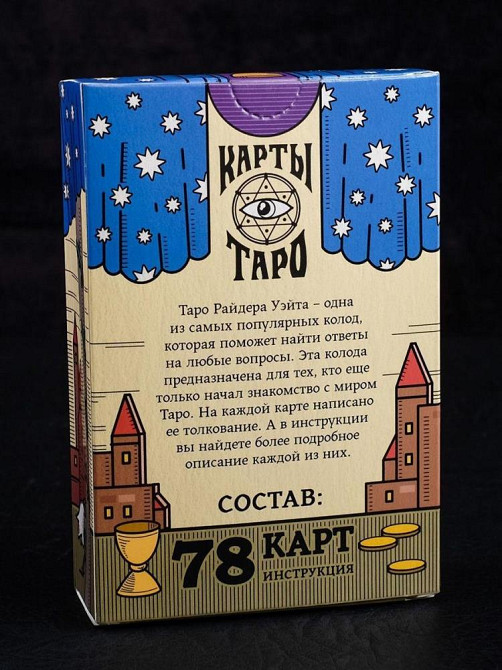 КАРТЫ
ТАРО
Таро Райдера Уэйта – одна
из самых популярных колод,
которая поможет найти ответы
на любые вопросы. Эта колода
предназначена для тех, кто еще
только начал знакомство с миром
Таро. На каждой карте написано
ее толкование. А в инструкции
вы найдете более подробное
описание каждой из них.
СОСТАВ:
78 КАРТ
ИНСТРУКЦИЯ